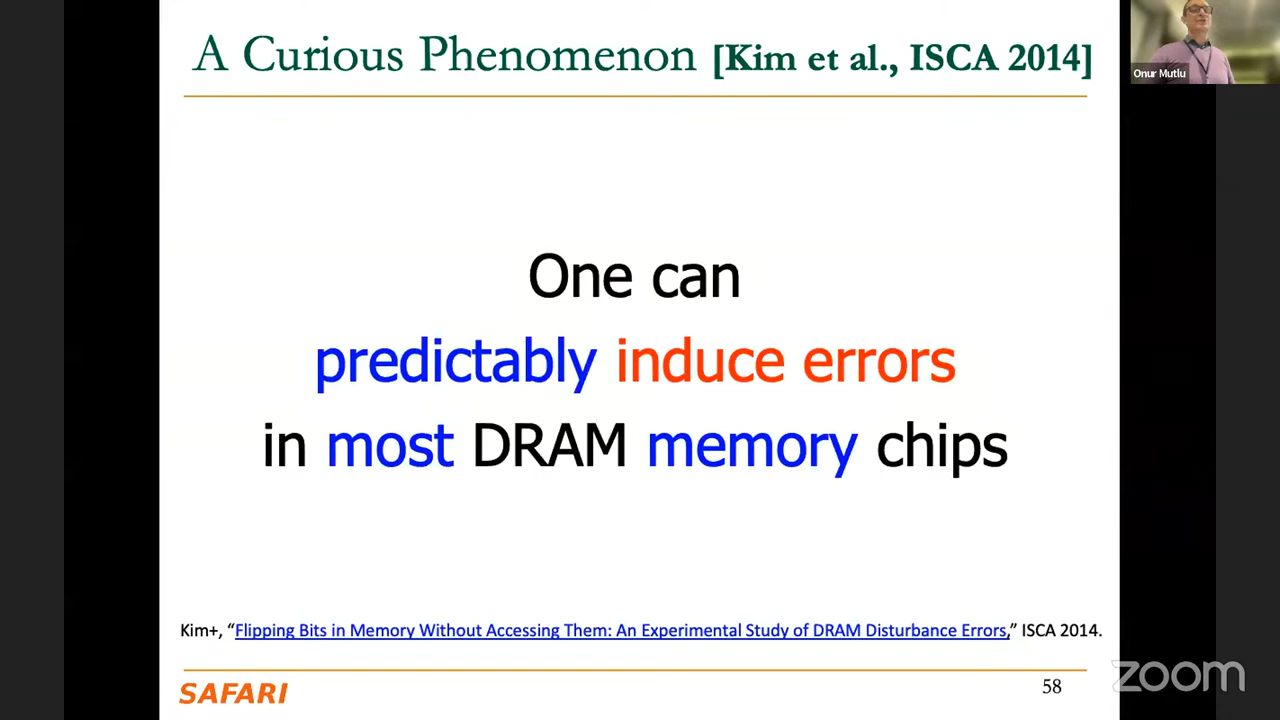 A Curious Phenomenon [Kim et al., ISCA 2014]
Onur Mutlu
One can
predictably induce errors
in most DRAM memory chips
Kim+, “Flipping Bits in Memory Without Accessing Them: An Experimental Study of DRAM Disturbance Errors,” ISCA 2014.
SAFARI
58
zoom